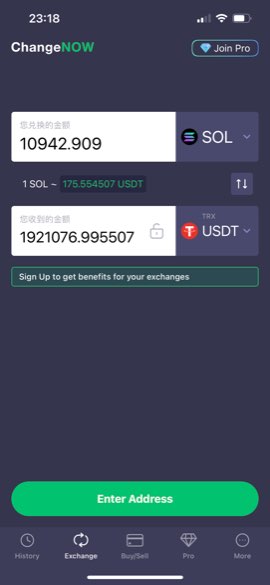 23:18
ChangeNOW
Join Pro
您兑换的金额
10942.909
SOL
1 SOL ~ 175.554507 USDT
您收到的金额
1921076.995507
TRX
USDT
Sign Up to get benefits for your exchanges
Enter Address
History
Exchange
Buy/Sell
Pro
More